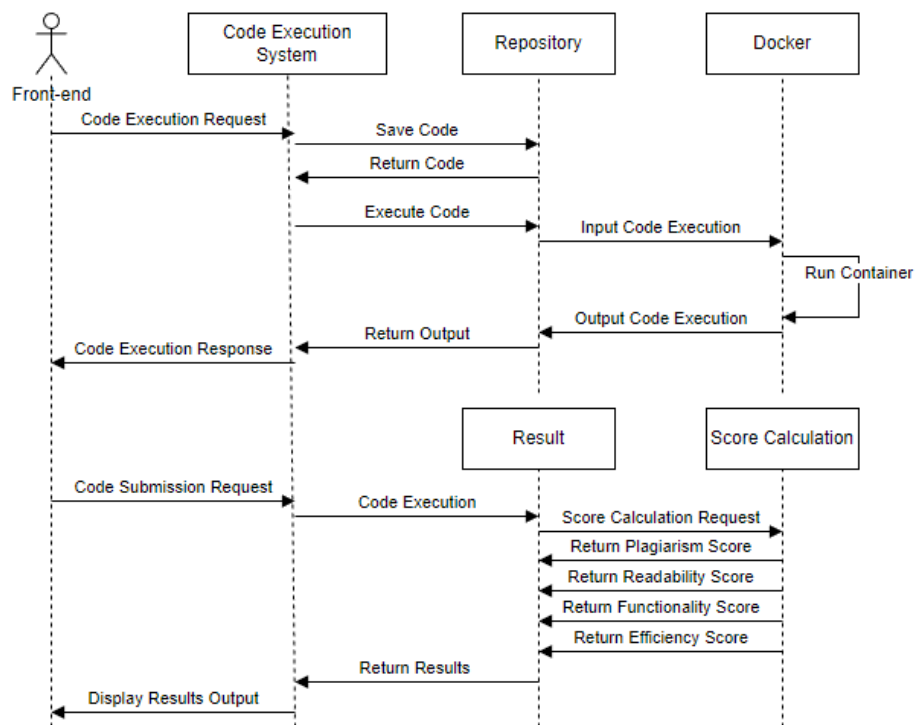 Code Execution
System
Repository
Docker
Front-end
Code Execution Request
Save Code
Return Code
Execute Code
Input Code Execution
Run Container
Output Code Execution
Return Output
Code Execution Response
Result
Score Calculation
Code Submission Request
Code Execution
Score Calculation Request
Return Plagiarism Score
Return Readability Score
Return Functionality Score
Return Efficiency Score
Return Results
Display Results Output